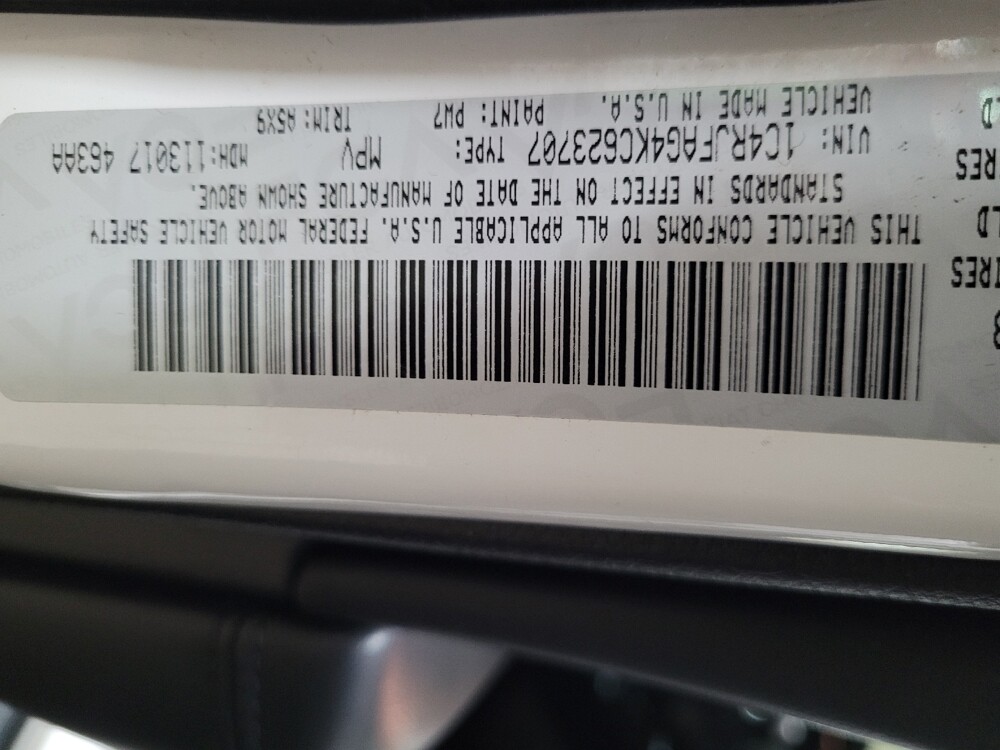 THIS VEHICLE CONFORMS TO ALL APPLICABLE U.S.A. FEDERAL MOTOR VEHICLE SAFETY
STANDARDS IN EFFECT ON THE DATE OF MANUFACTURE SHOWN ABOVE.
VIN: 1C4RJFAG4KC623707 TYPE: MPV MDH:113017 463AA
VEHICLE MADE IN U.S.A. PAINT: PW7 TRIM: A5X9